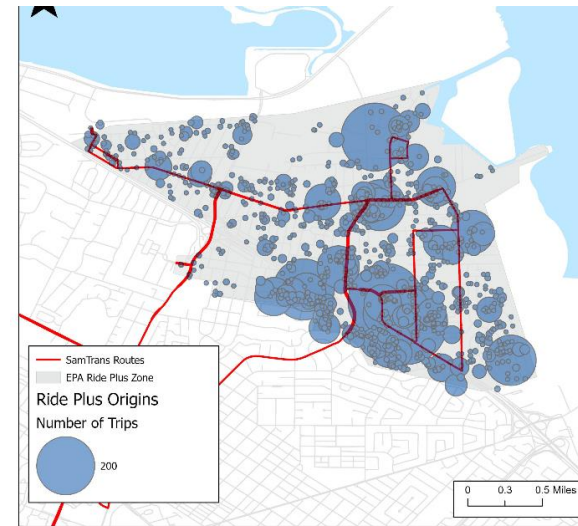 SamTrans Routes
EPA Ride Plus Zone
Ride Plus Origins
Number of Trips
200
0 0.3 0.5 Miles